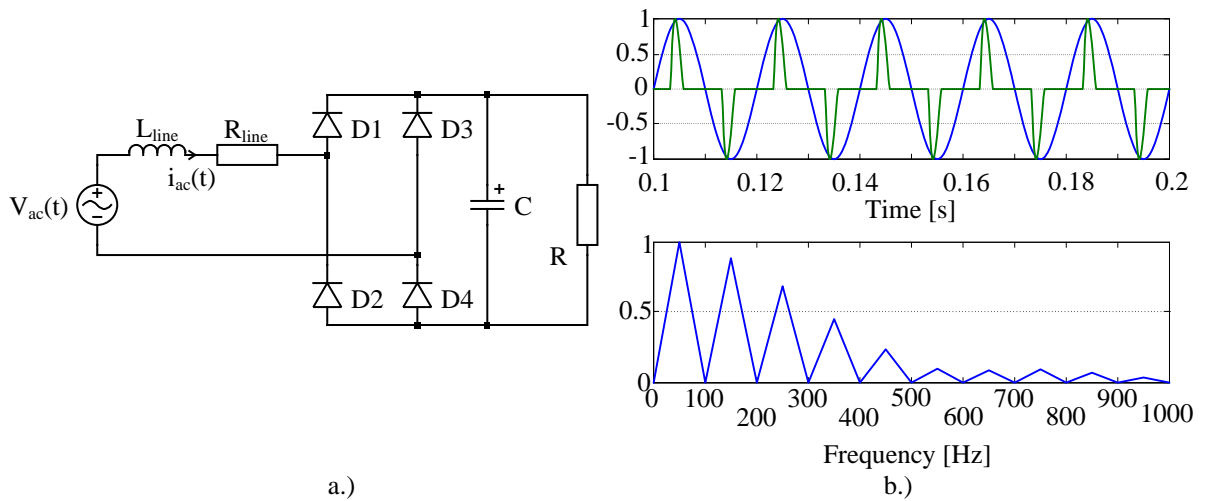 L_line
R_line
i_ac(t)
V_ac(t)
+
−
D1
D3
D2
D4
+
C
R
a.)
1
0.5
0
-0.5
-1
0.1
0.12
0.14
0.16
0.18
0.2
Time [s]
1
0.5
0
0
100
200
300
400
500
600
700
800
900
1000
Frequency [Hz]
b.)